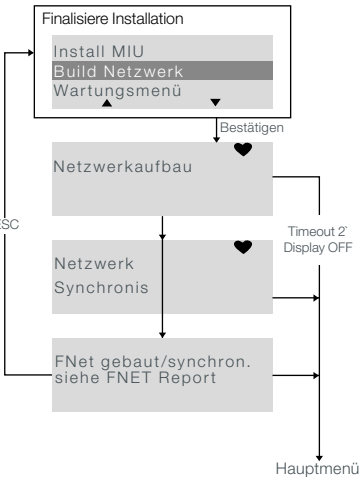 Finalisiere Installation
Install MIU
Build Netzwerk
Wartungsmenü
Bestätigen
Netzwerkaufbau
ESC
Timeout 2`
Display OFF
Netzwerk
Synchronis
FNet gebaut/synchron.
siehe FNET Report
Hauptmenü